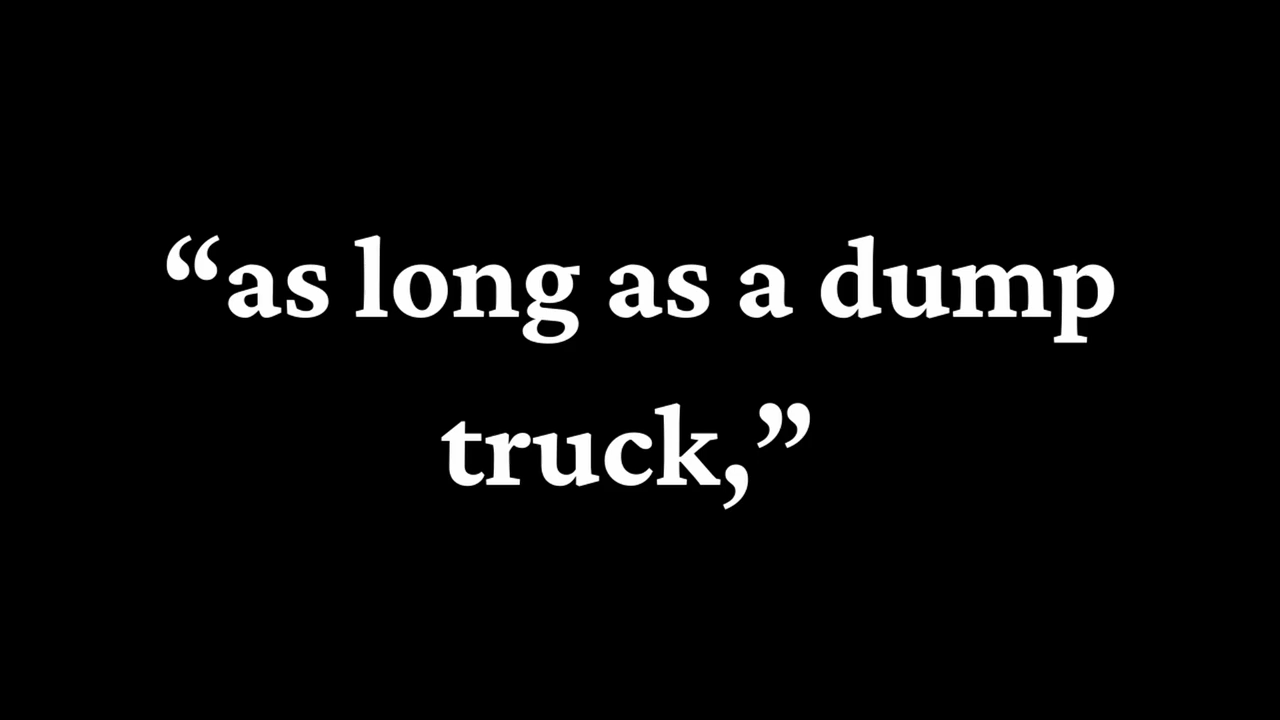 “as long as a dump
truck,”